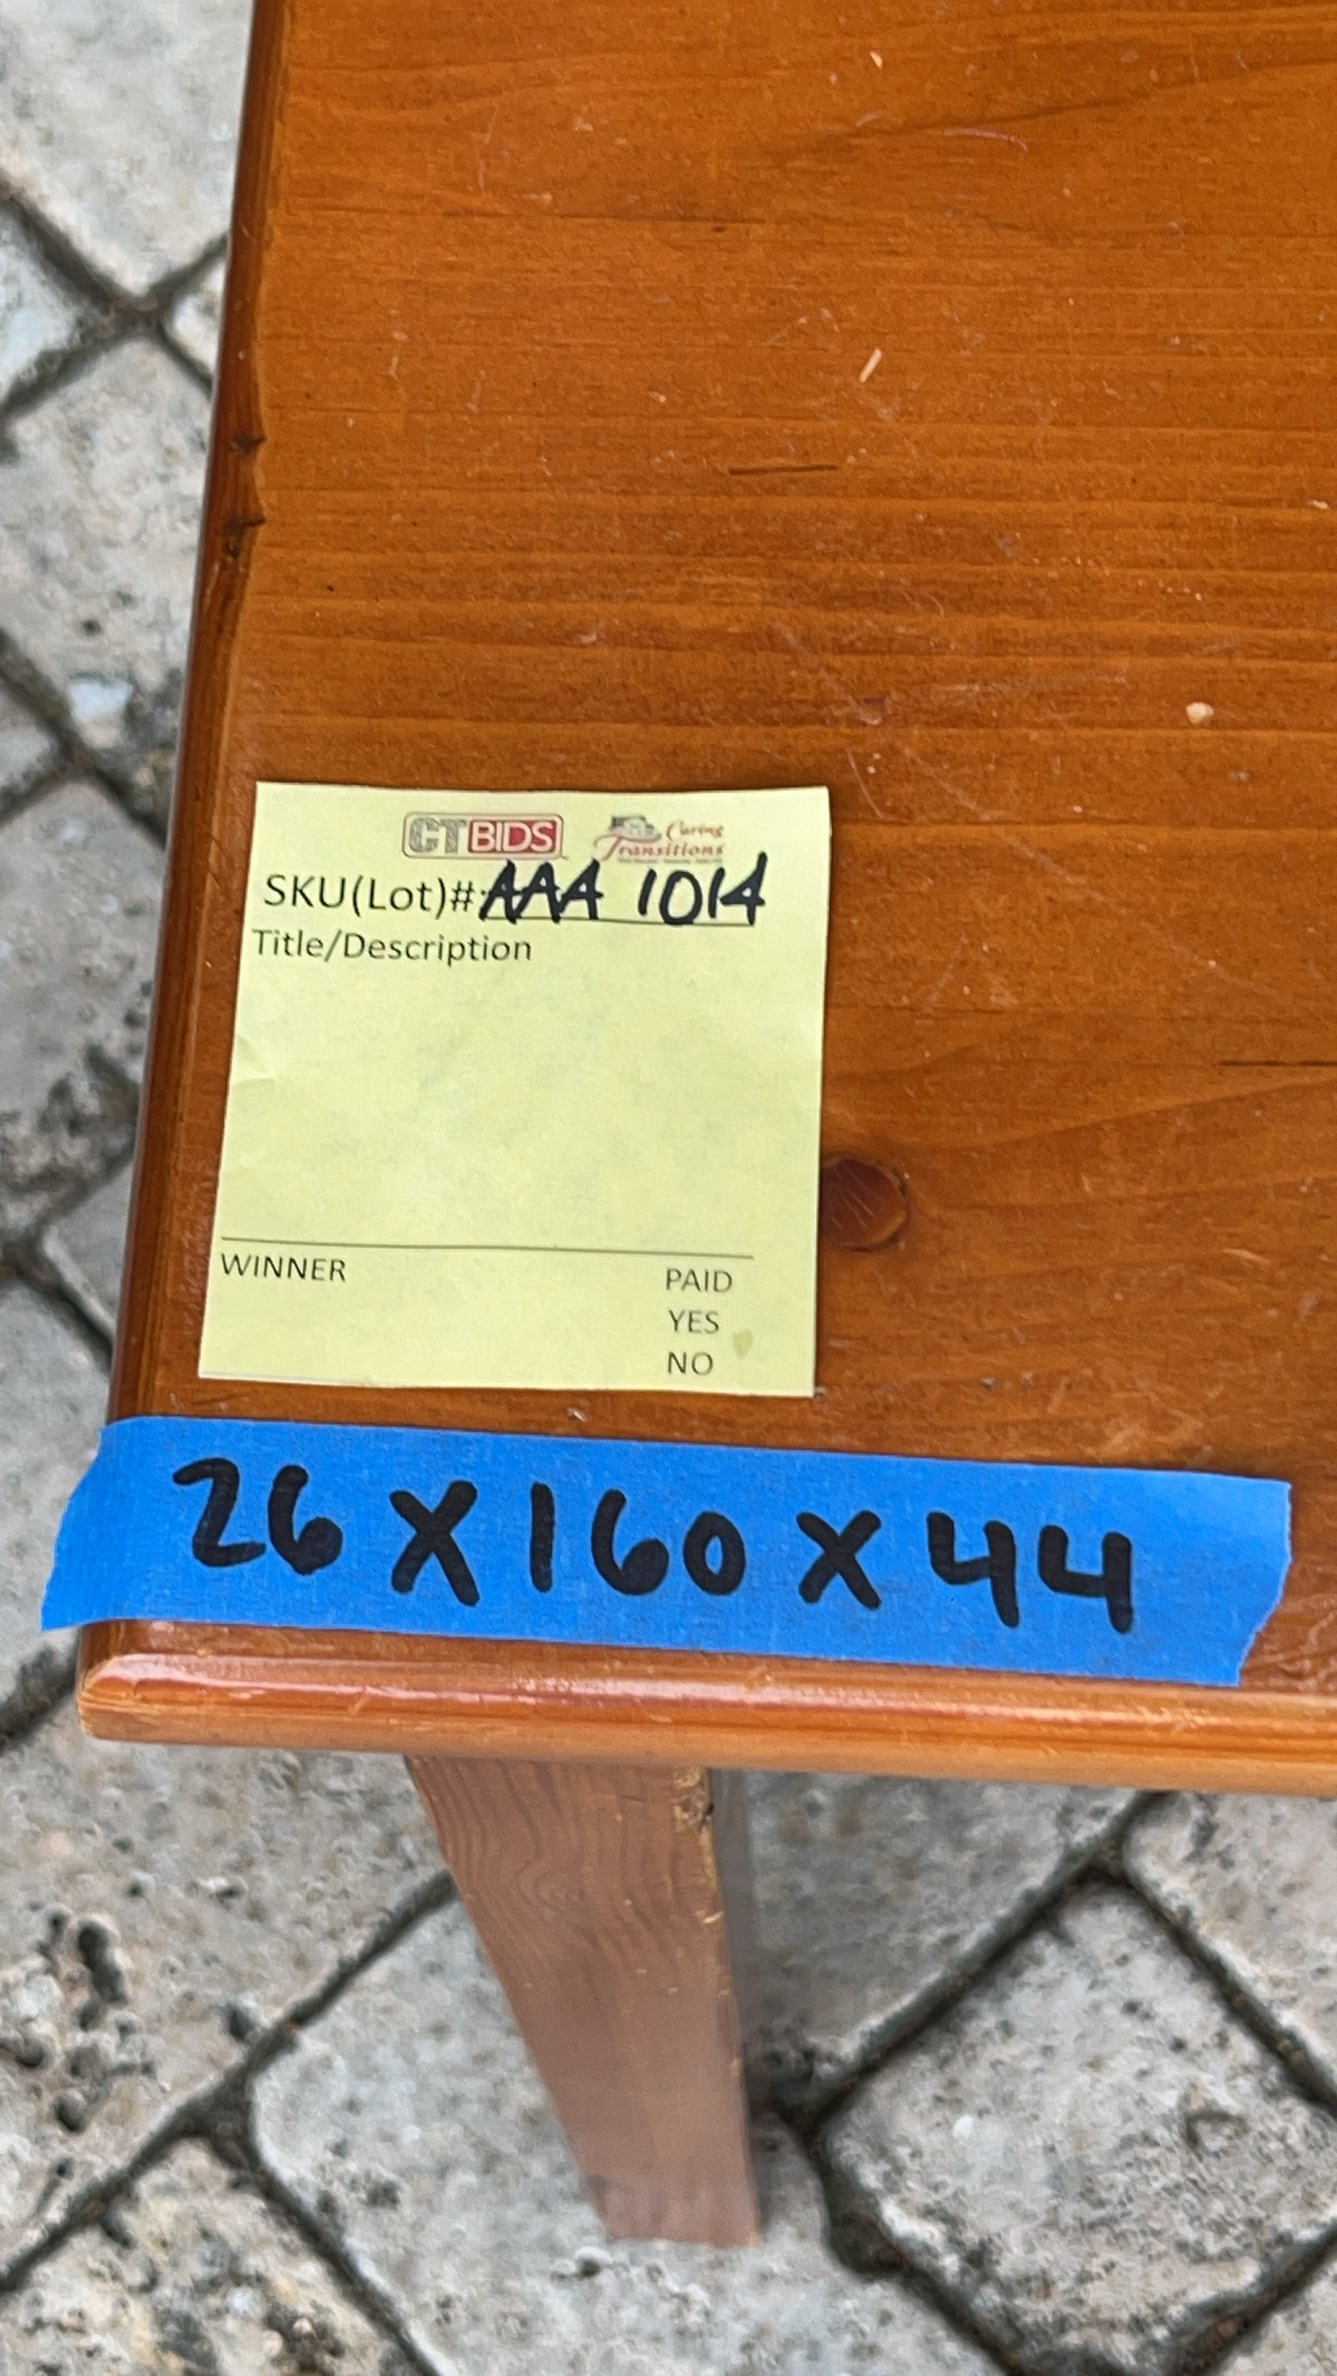 CTBIDS Caring Transitions
SKU(Lot)# AAA 1014
Title/Description
WINNER PAID
YES
NO
26 X 160 X 44